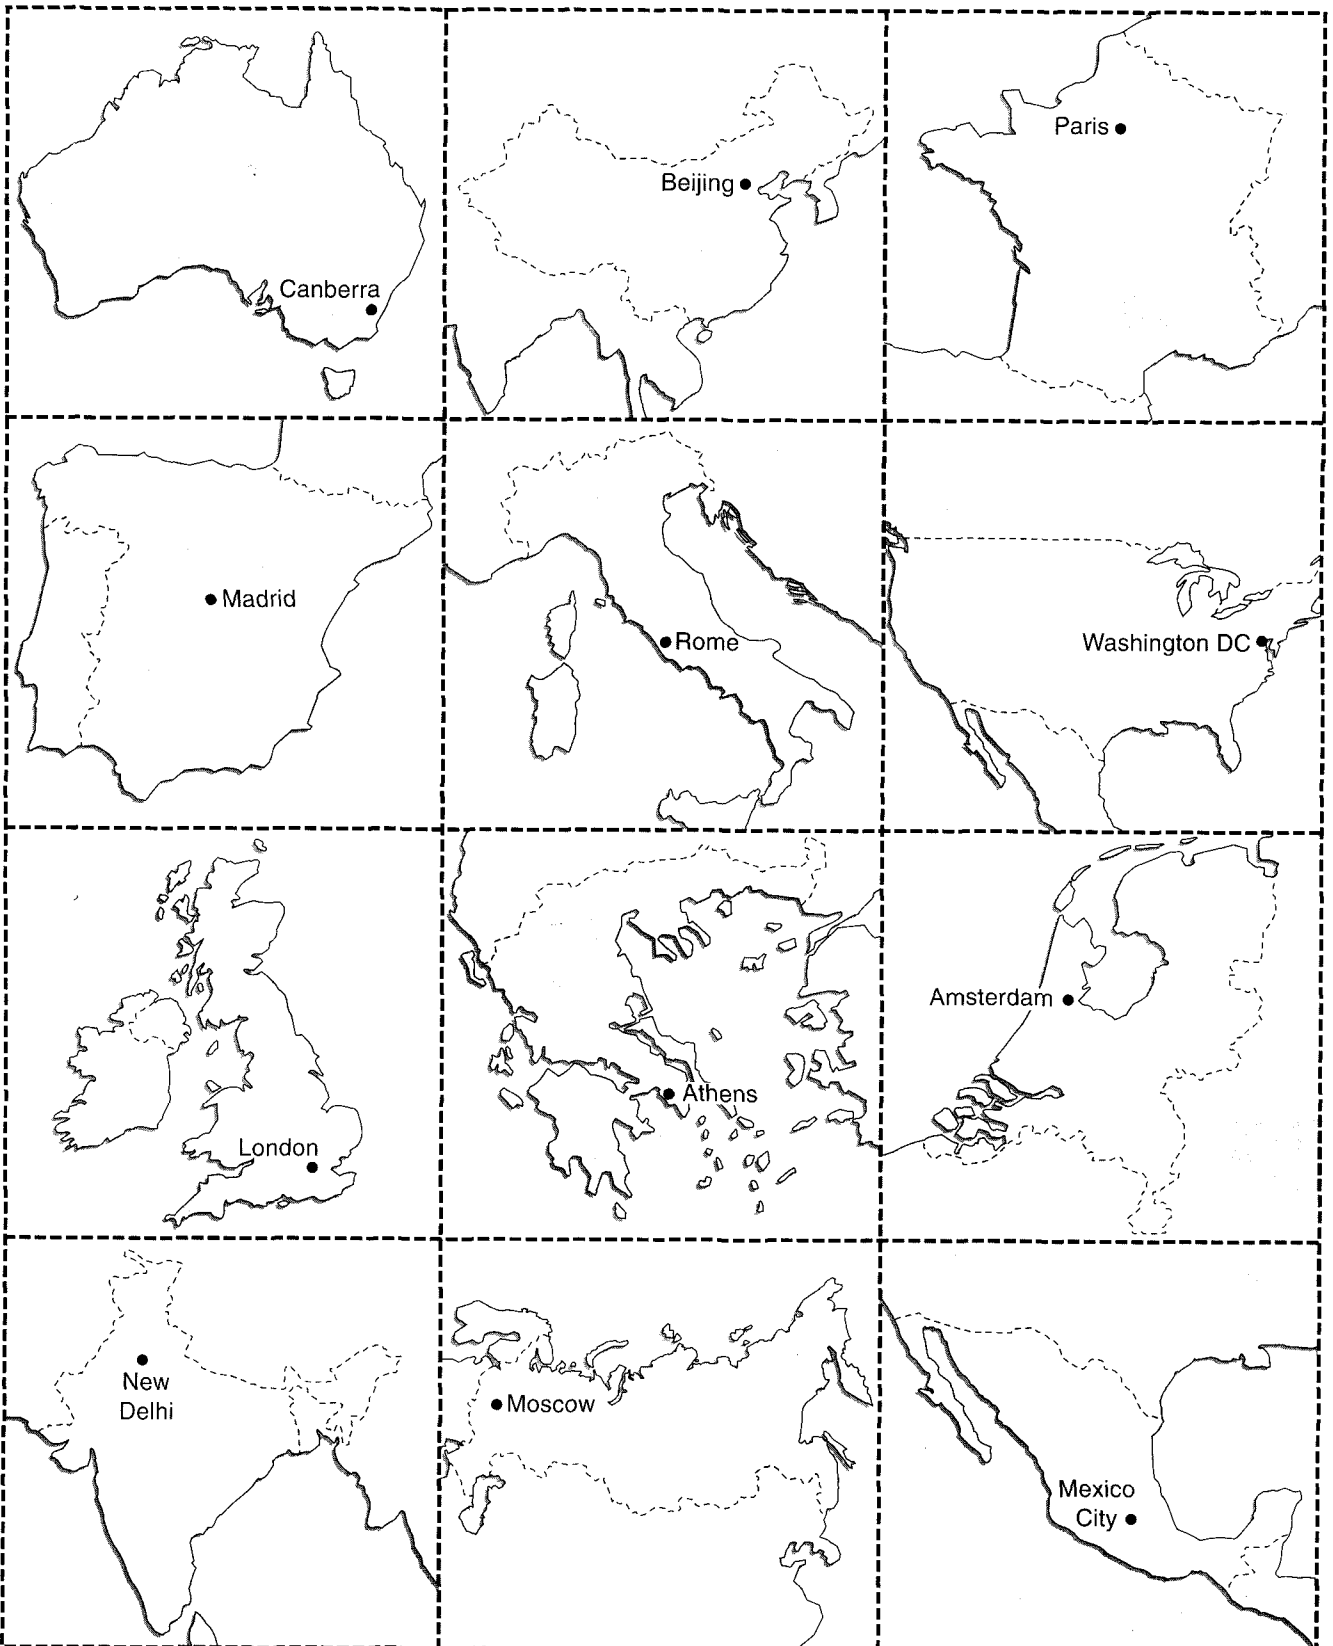 Canberra
Beijing
Paris
Madrid
Rome
Washington DC
London
Athens
Amsterdam
New
Delhi
Moscow
Mexico
City